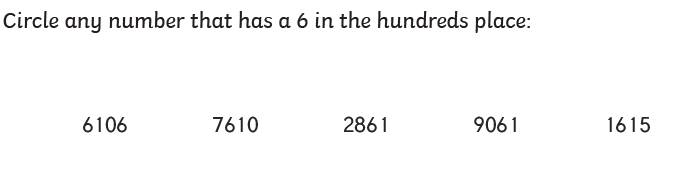 Circle any number that has a 6 in the hundreds place:
6106 7610 2861 9061 1615